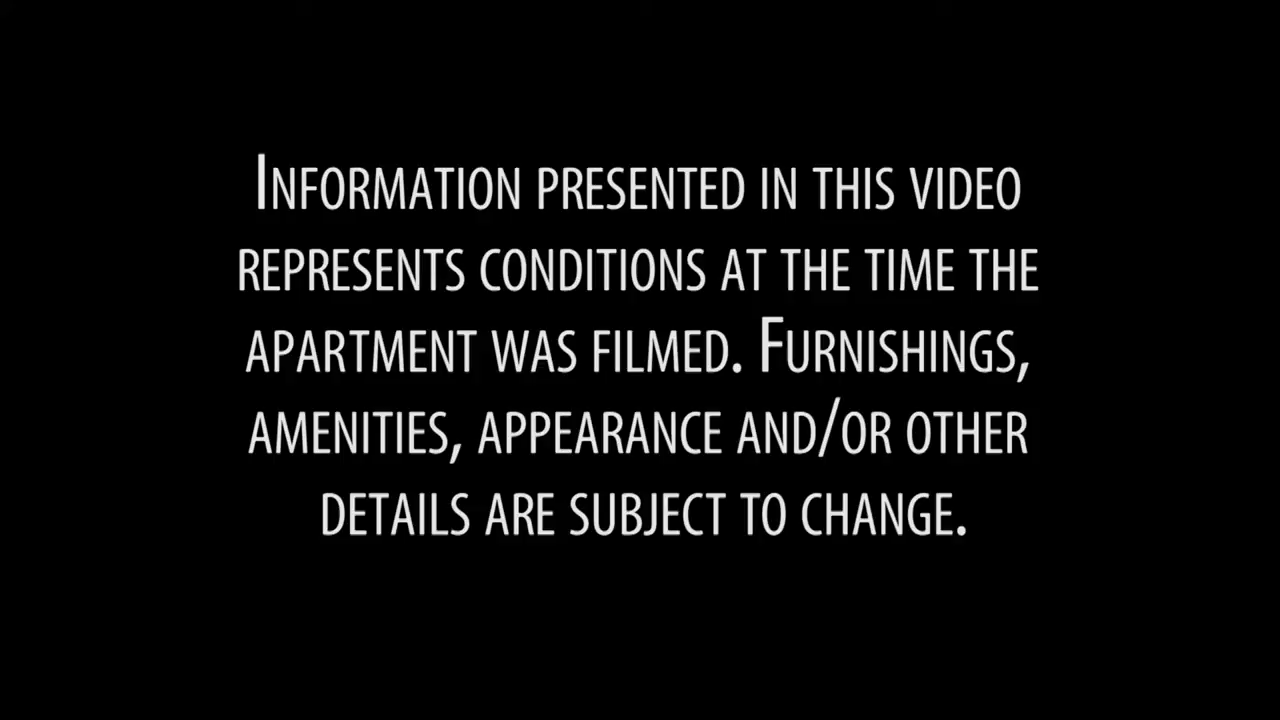 Information presented in this video
represents conditions at the time the
apartment was filmed. Furnishings,
amenities, appearance and/or other
details are subject to change.